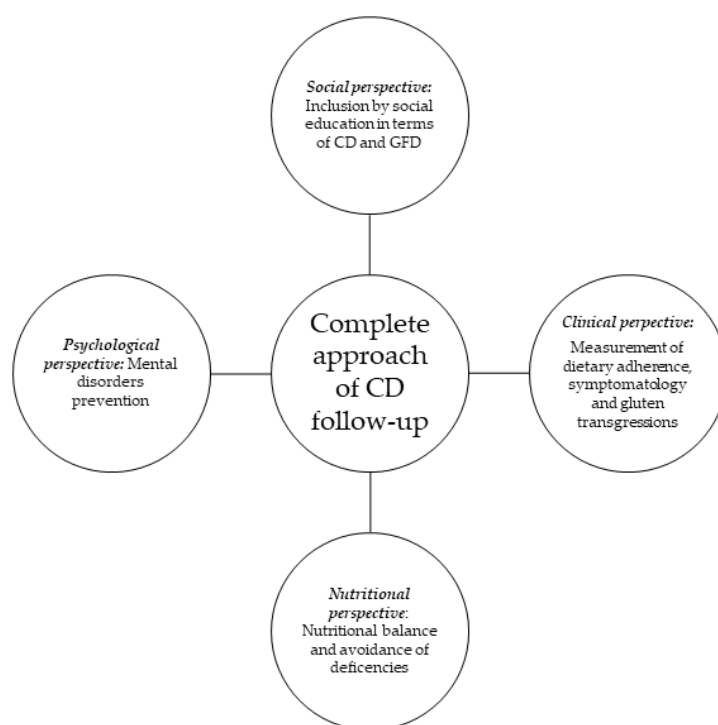 Social perspective:
Inclusion by social
education in terms
of CD and GFD
Psychological
perspective: Mental
disorders
prevention
Complete
approach
of CD
follow-up
Clinical perpective:
Measurement of
dietary adherence,
symptomatology
and gluten
transgressions
Nutritional
perspective:
Nutritional balance
and avoidance of
deficencies